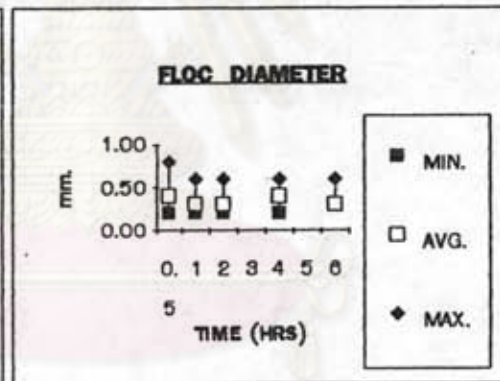 FLOC DIAMETER
1.00
0.50
0.00
mm.
0. 1 2 3 4 5 6
5
TIME (HRS)
MIN.
AVG.
MAX.